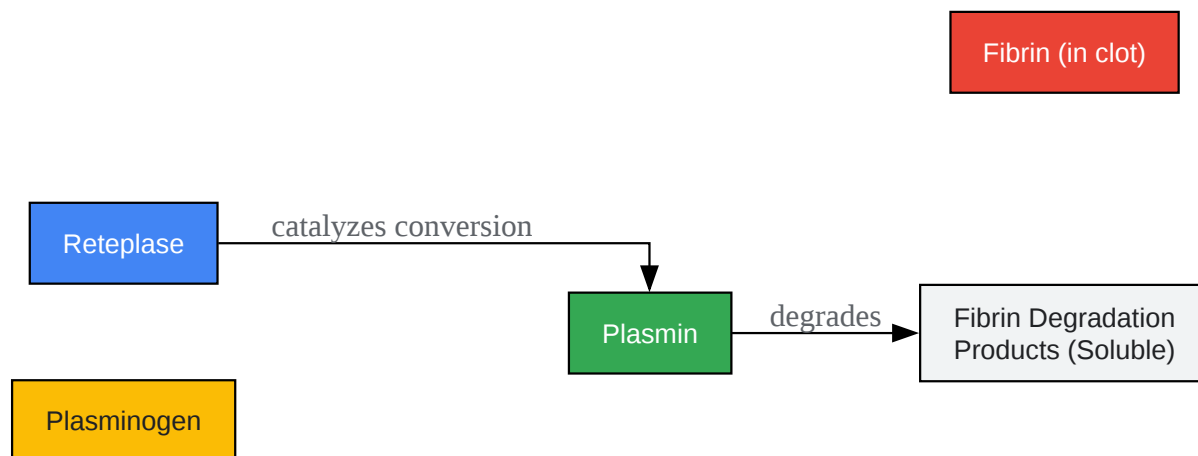 Fibrin (in clot)
catalyzes conversion
Reteplase
degrades
Plasmin
Fibrin Degradation
Products (Soluble)
Plasminogen